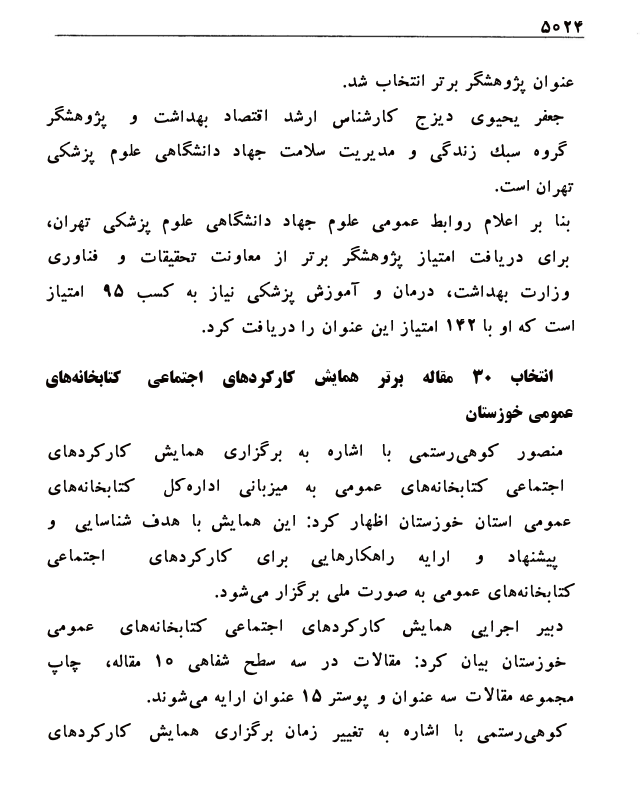 ۵۰۲۴
عنوان پژوهشگر برتر انتخاب شد.
جعفر یحیوی دیزج کارشناس ارشد اقتصاد بهداشت و پژوهشگر
گروه سبك زندگی و مدیریت سلامت جهاد دانشگاهی علوم پزشکی
تهران است.
بنا بر اعلام روابط عمومی علوم جهاد دانشگاهی علوم پزشکی تهران،
برای دریافت امتیاز پژوهشگر برتر از معاونت تحقیقات و فناوری
وزارت بهداشت، درمان و آموزش پزشکی نیاز به کسب ۹۵ امتیاز
است که او با ۱۴۲ امتیاز این عنوان را دریافت کرد.
انتخاب ۳۰ مقاله برتر همایش کارکردهای اجتماعی کتابخانه‌های
عمومی خوزستان
منصور کوهی‌رستمی با اشاره به برگزاری همایش کارکردهای
اجتماعی کتابخانه‌های عمومی به میزبانی اداره‌کل کتابخانه‌های
عمومی استان خوزستان اظهار کرد: این همایش با هدف شناسایی و
پیشنهاد و ارایه راهکارهایی برای کارکردهای اجتماعی
کتابخانه‌های عمومی به صورت ملی برگزار می‌شود.
دبیر اجرایی همایش کارکردهای اجتماعی کتابخانه‌های عمومی
خوزستان بیان کرد: مقالات در سه سطح شفاهی ۱۰ مقاله، چاپ
مجموعه مقالات سه عنوان و پوستر ۱۵ عنوان ارایه می‌شوند.
کوهی‌رستمی با اشاره به تغییر زمان برگزاری همایش کارکردهای